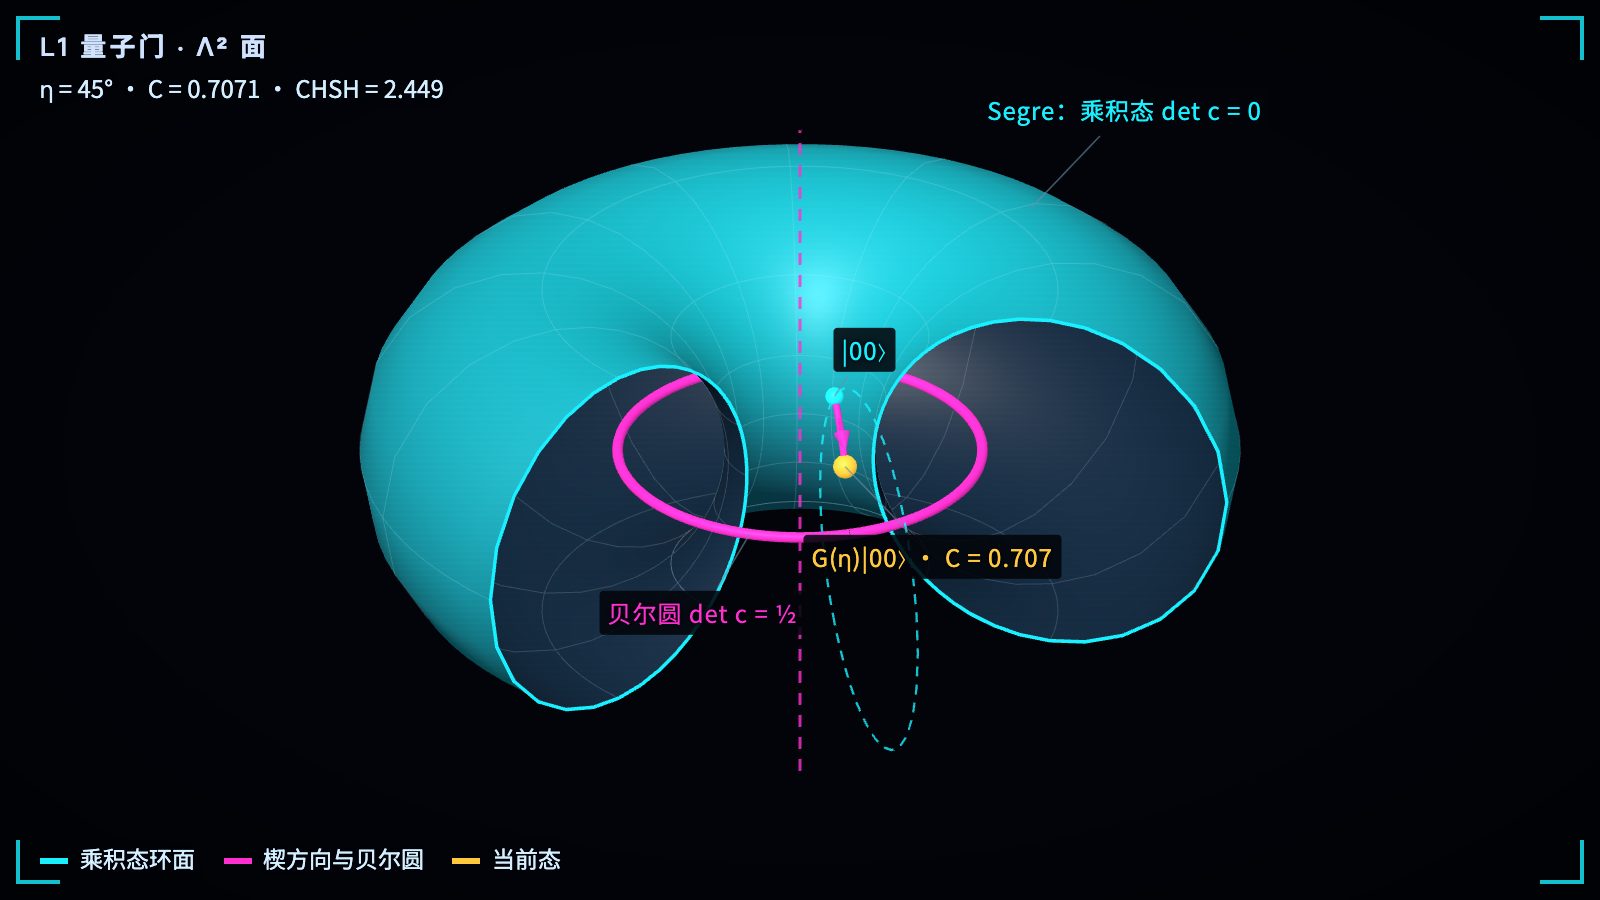 L1 量子门 · Λ² 面
η = 45° · C = 0.7071 · CHSH = 2.449
Segre：乘积态 det c = 0
|00⟩
G(η)|00⟩ · C = 0.707
贝尔圆 det c = ½
乘积态环面
楔方向与贝尔圆
当前态